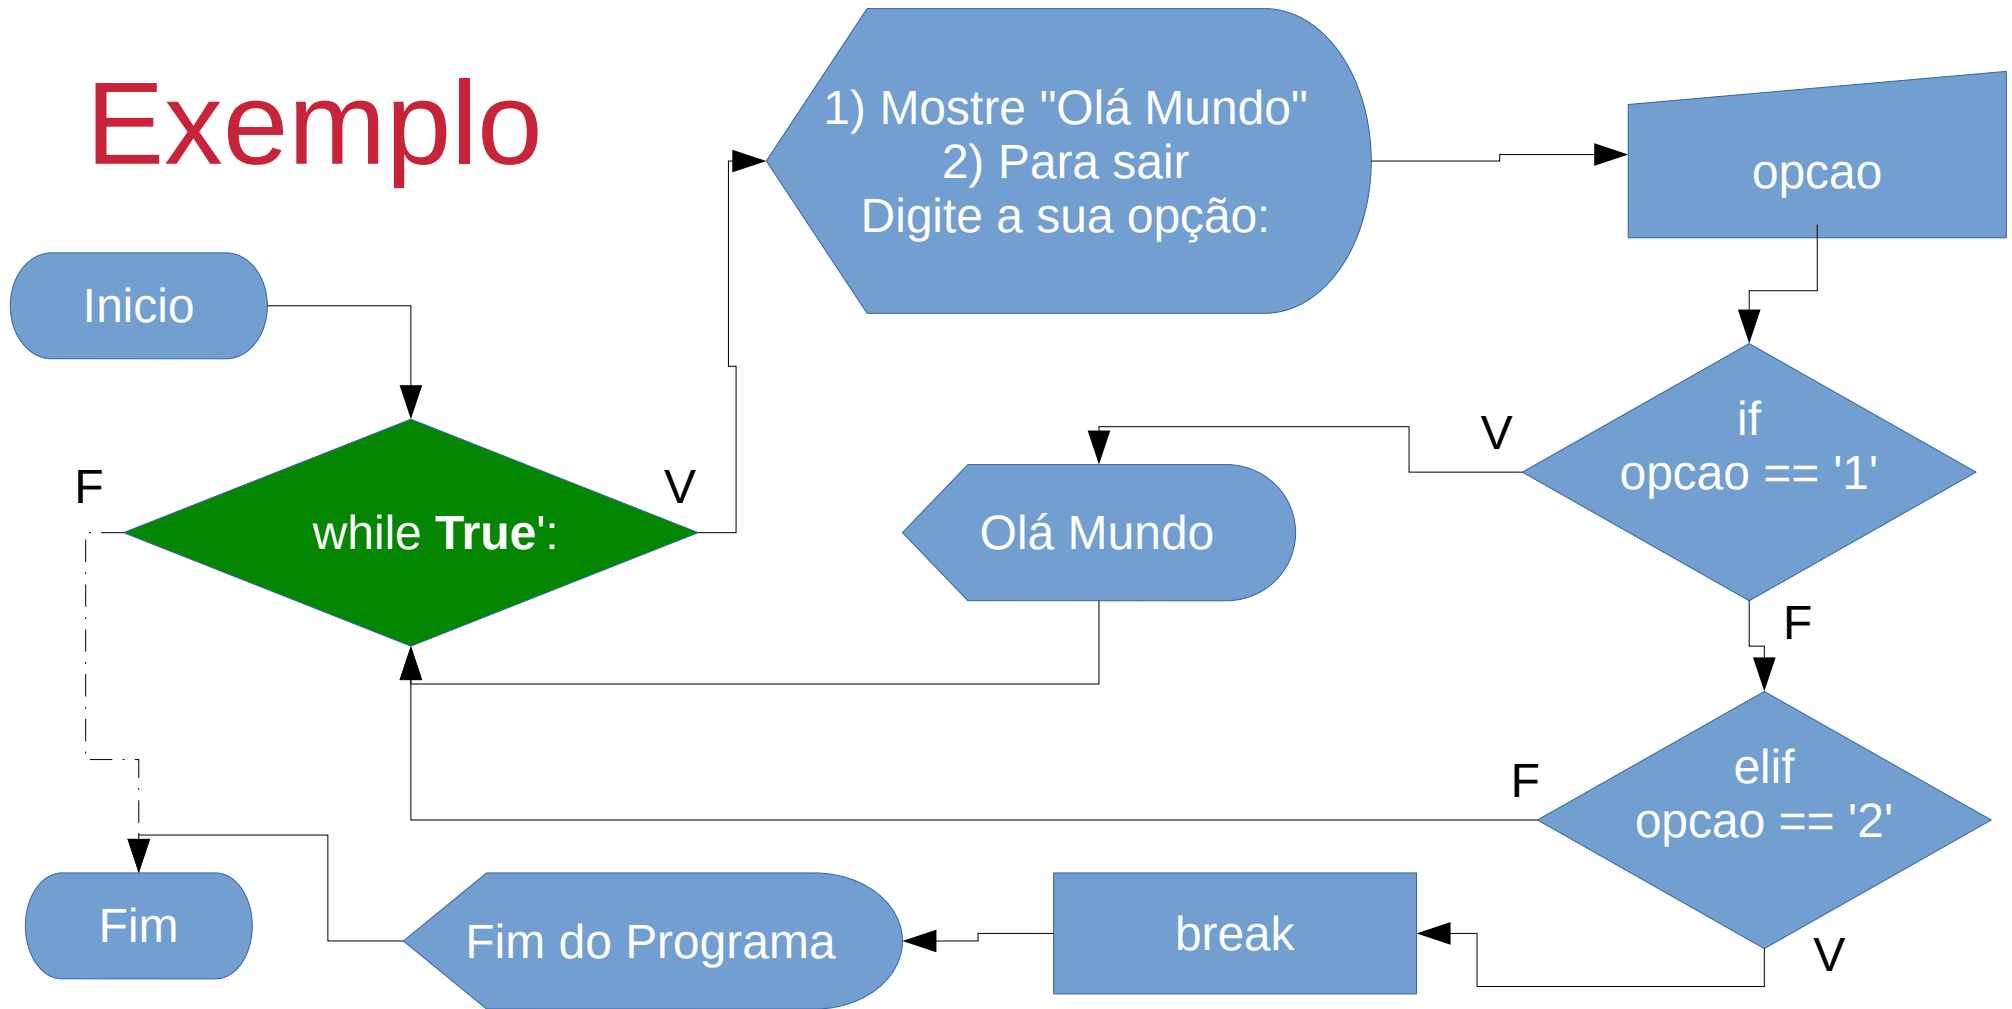 Exemplo
1) Mostre "Olá Mundo"
2) Para sair
Digite a sua opção:
opcao
Inicio
if
opcao == '1'
V
F
V
F
while True':
Olá Mundo
elif
opcao == '2'
F
V
break
Fim do Programa
Fim